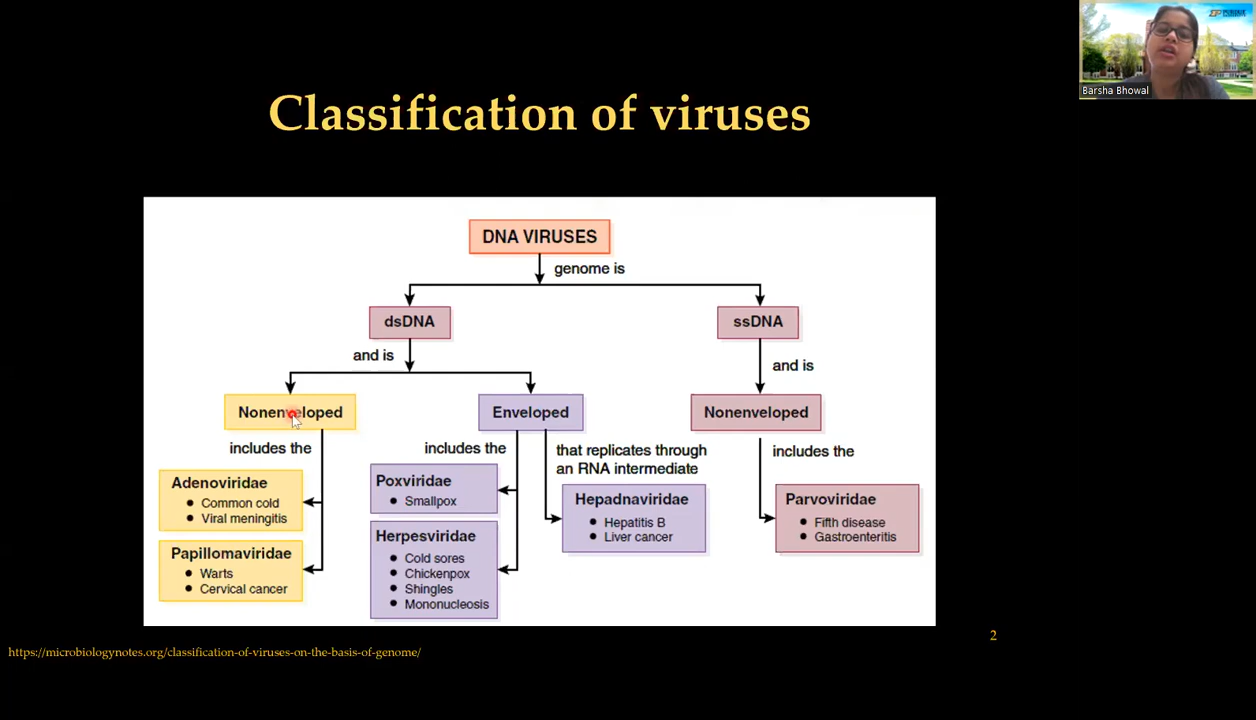 Barsha Bhowal
Classification of viruses
DNA VIRUSES
genome is
dsDNA
ssDNA
and is
and is
Nonenveloped
Enveloped
Nonenveloped
includes the
includes the
that replicates through
an RNA intermediate
includes the
Adenoviridae
• Common cold
• Viral meningitis
Papillomaviridae
• Warts
• Cervical cancer
Poxviridae
• Smallpox
Herpesviridae
• Cold sores
• Chickenpox
• Shingles
• Mononucleosis
Hepadnaviridae
• Hepatitis B
• Liver cancer
Parvoviridae
• Fifth disease
• Gastroenteritis
2
https://microbiologynotes.org/classification-of-viruses-on-the-basis-of-genome/